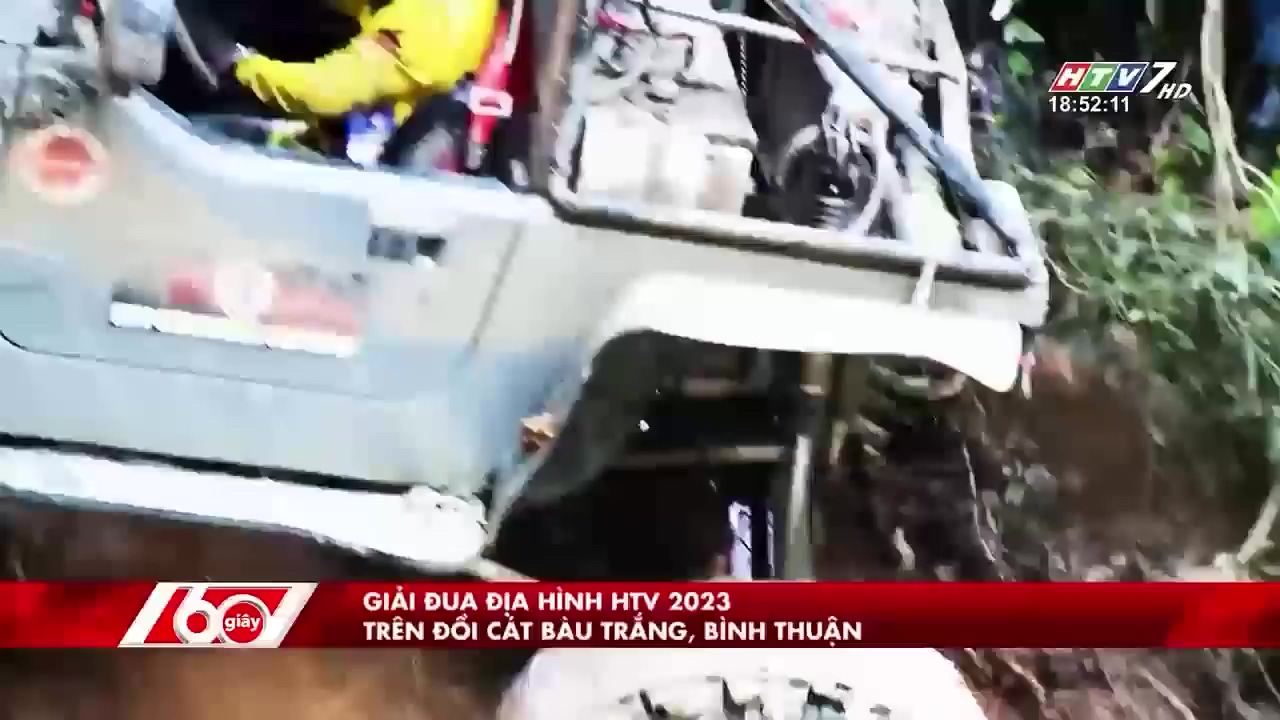 HTV7 HD
18:52:11
60 giây
GIẢI ĐUA ĐỊA HÌNH HTV 2023
TRÊN ĐỒI CÁT BÀU TRẮNG, BÌNH THUẬN